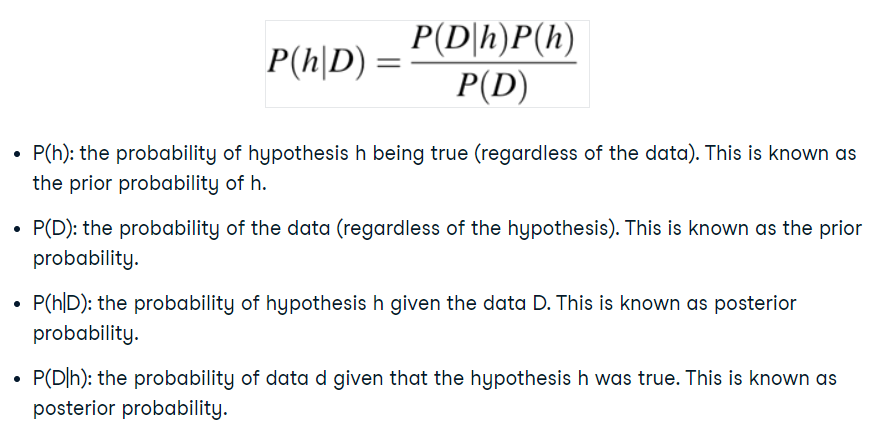 P(h|D) = P(D|h)P(h) / P(D)
• P(h): the probability of hypothesis h being true (regardless of the data). This is known as
the prior probability of h.
• P(D): the probability of the data (regardless of the hypothesis). This is known as the prior
probability.
• P(h|D): the probability of hypothesis h given the data D. This is known as posterior
probability.
• P(D|h): the probability of data d given that the hypothesis h was true. This is known as
posterior probability.